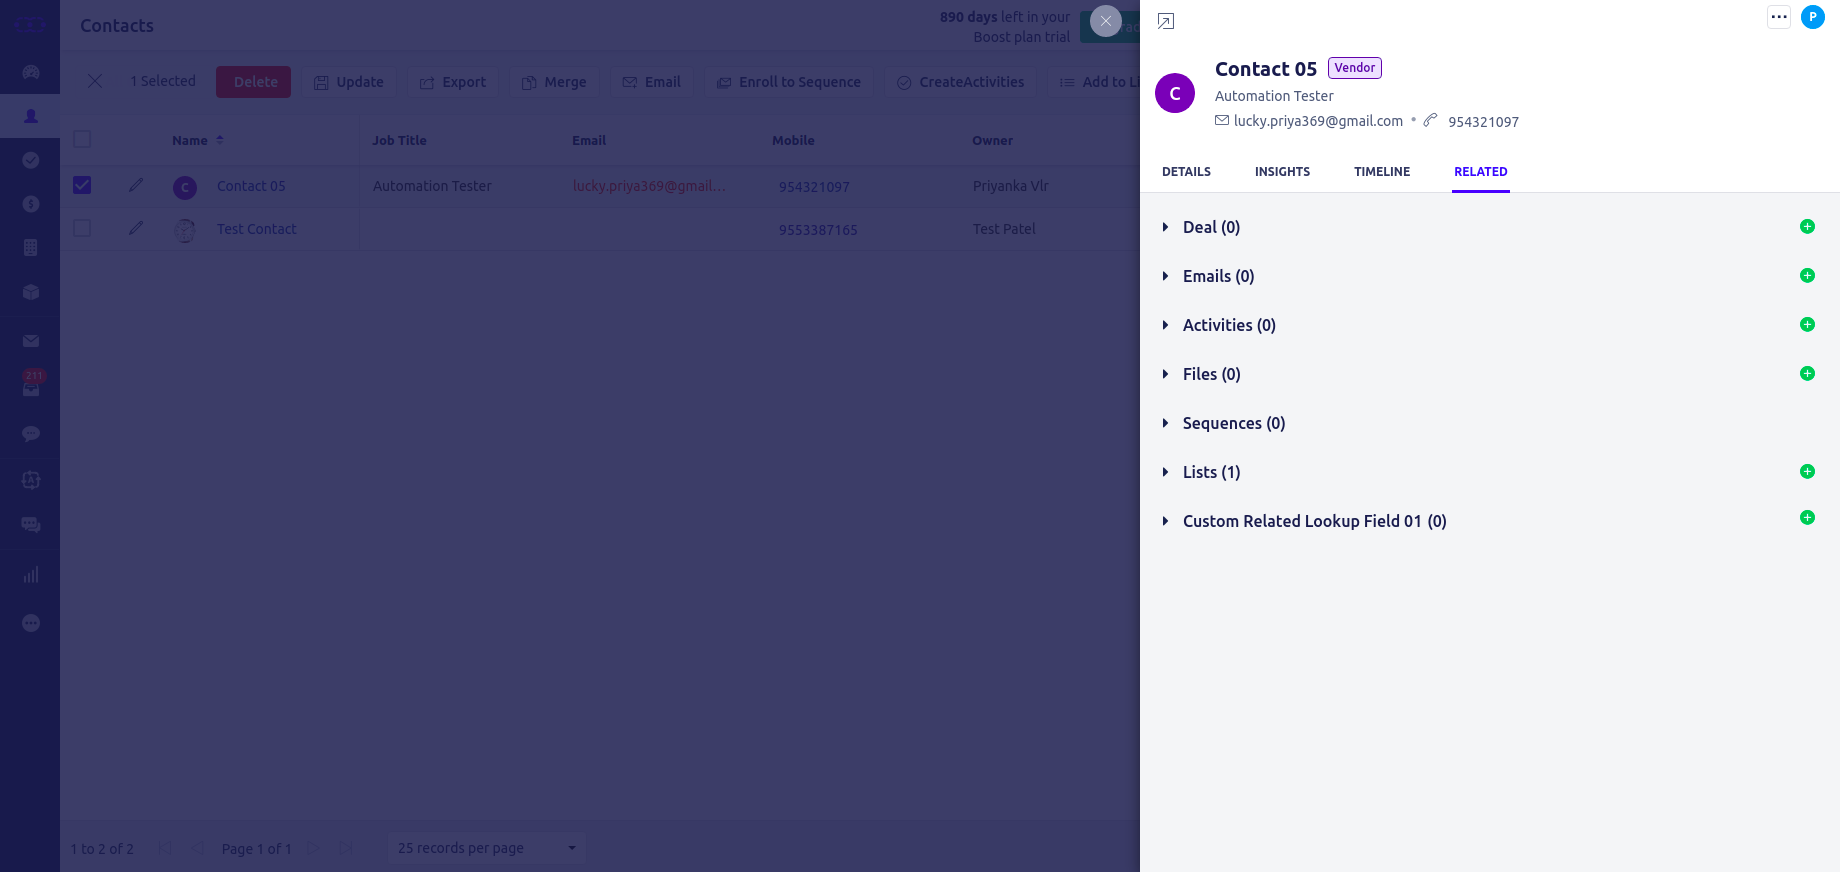 Contacts
890 days left in your
Boost plan trial
1 Selected
Delete
Update
Export
Merge
Email
Enroll to Sequence
CreateActivities
Add to Li
Name
Job Title
Email
Mobile
Owner
C
Contact 05
Automation Tester
lucky.priya369@gmail...
954321097
Priyanka Vlr
Test Contact
9553387165
Test Patel
211
1 to 2 of 2
Page 1 of 1
25 records per page
P
C
Contact 05
Vendor
Automation Tester
lucky.priya369@gmail.com • 954321097
DETAILS
INSIGHTS
TIMELINE
RELATED
Deal (0)
Emails (0)
Activities (0)
Files (0)
Sequences (0)
Lists (1)
Custom Related Lookup Field 01 (0)